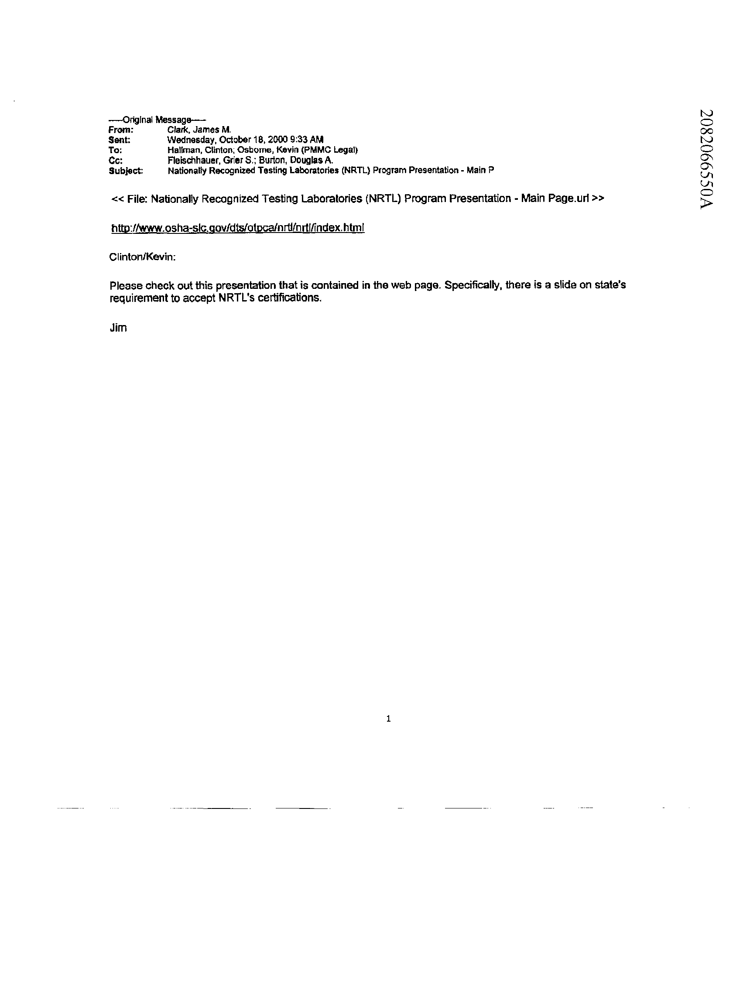 -----Original Message-----
From: Clark, James M.
Sent: Wednesday, October 18, 2000 9:33 AM
To: Hallman, Clinton; Osborne, Kevin (PMMC Legal)
Cc: Fleischhauer, Grier S.; Burton, Douglas A.
Subject: Nationally Recognized Testing Laboratories (NRTL) Program Presentation - Main P
<< File: Nationally Recognized Testing Laboratories (NRTL) Program Presentation - Main Page.url >>
http://www.osha-slc.gov/dts/otpca/nrtl/nrtl/index.html
Clinton/Kevin:
Please check out this presentation that is contained in the web page. Specifically, there is a slide on state's
requirement to accept NRTL's certifications.
Jim
1
2082066550A